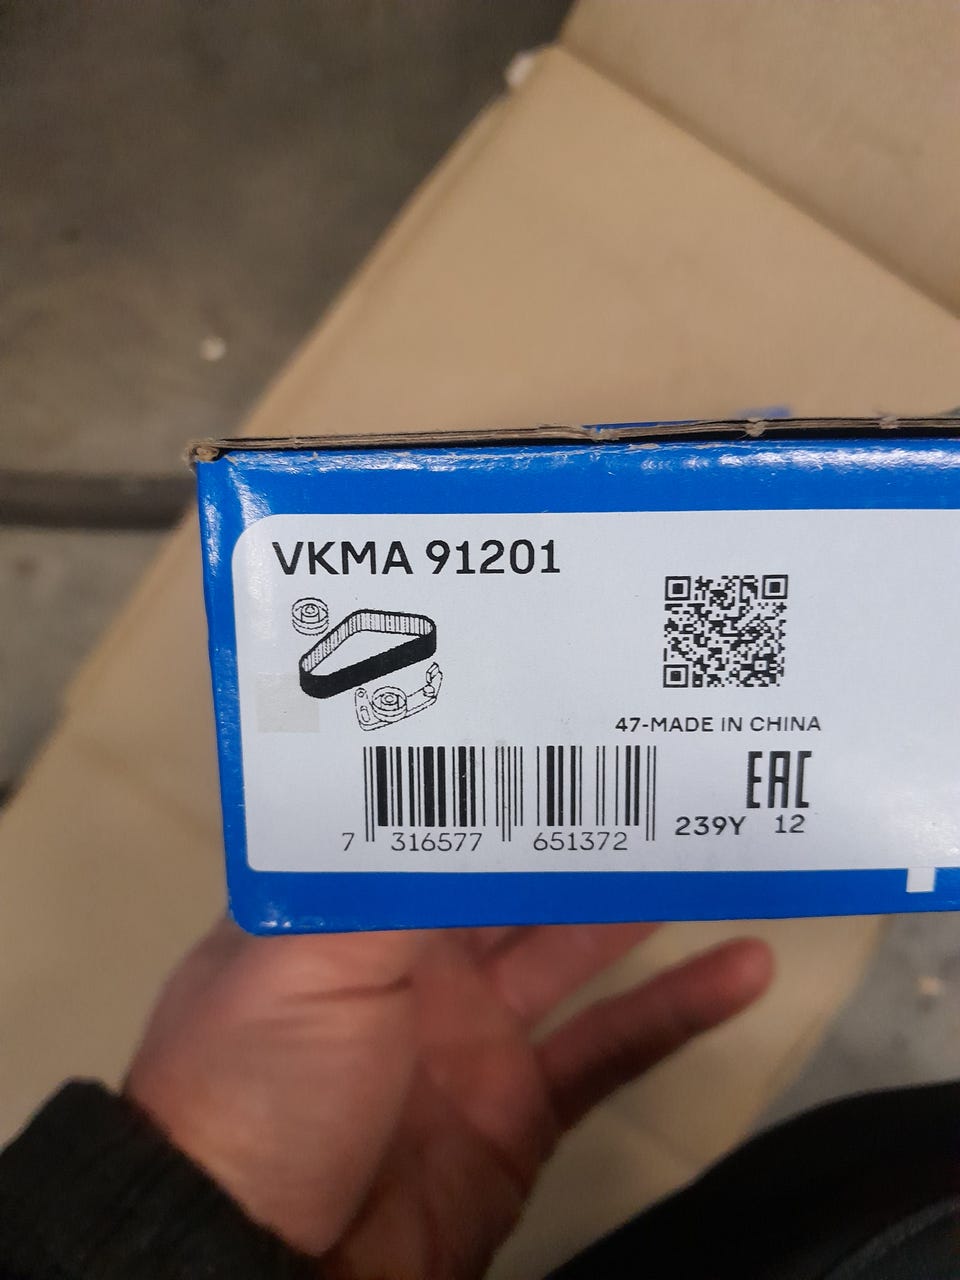 VKMA 91201
47-MADE IN CHINA
EAC
239Y 12
7 316577 651372